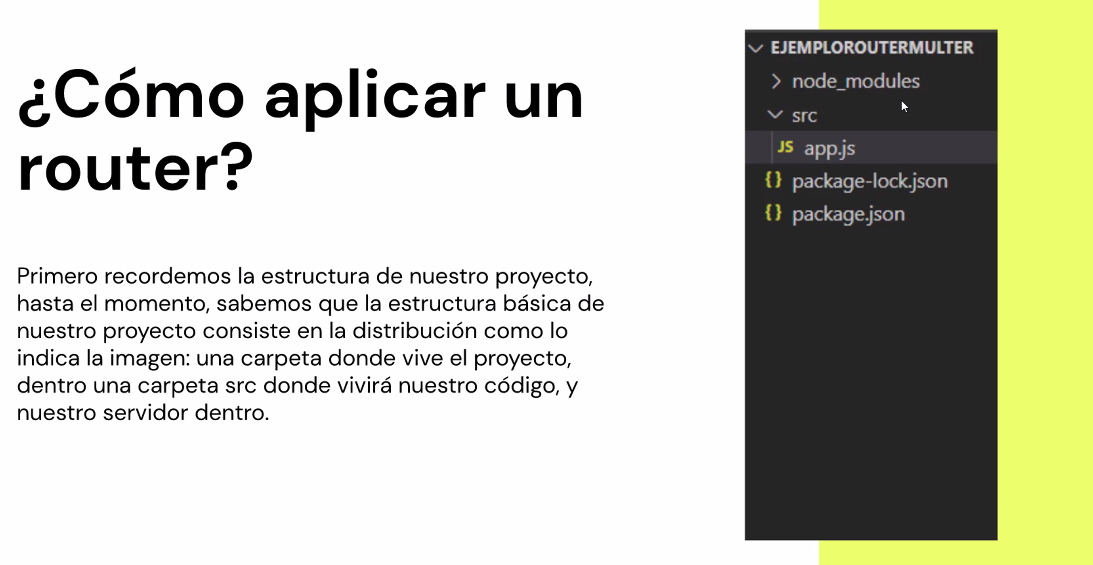 ¿Cómo aplicar un
router?
Primero recordemos la estructura de nuestro proyecto,
hasta el momento, sabemos que la estructura básica de
nuestro proyecto consiste en la distribución como lo
indica la imagen: una carpeta donde vive el proyecto,
dentro una carpeta src donde vivirá nuestro código, y
nuestro servidor dentro.
EJEMPLOROUTERMULTER
node_modules
src
JS app.js
{} package-lock.json
{} package.json